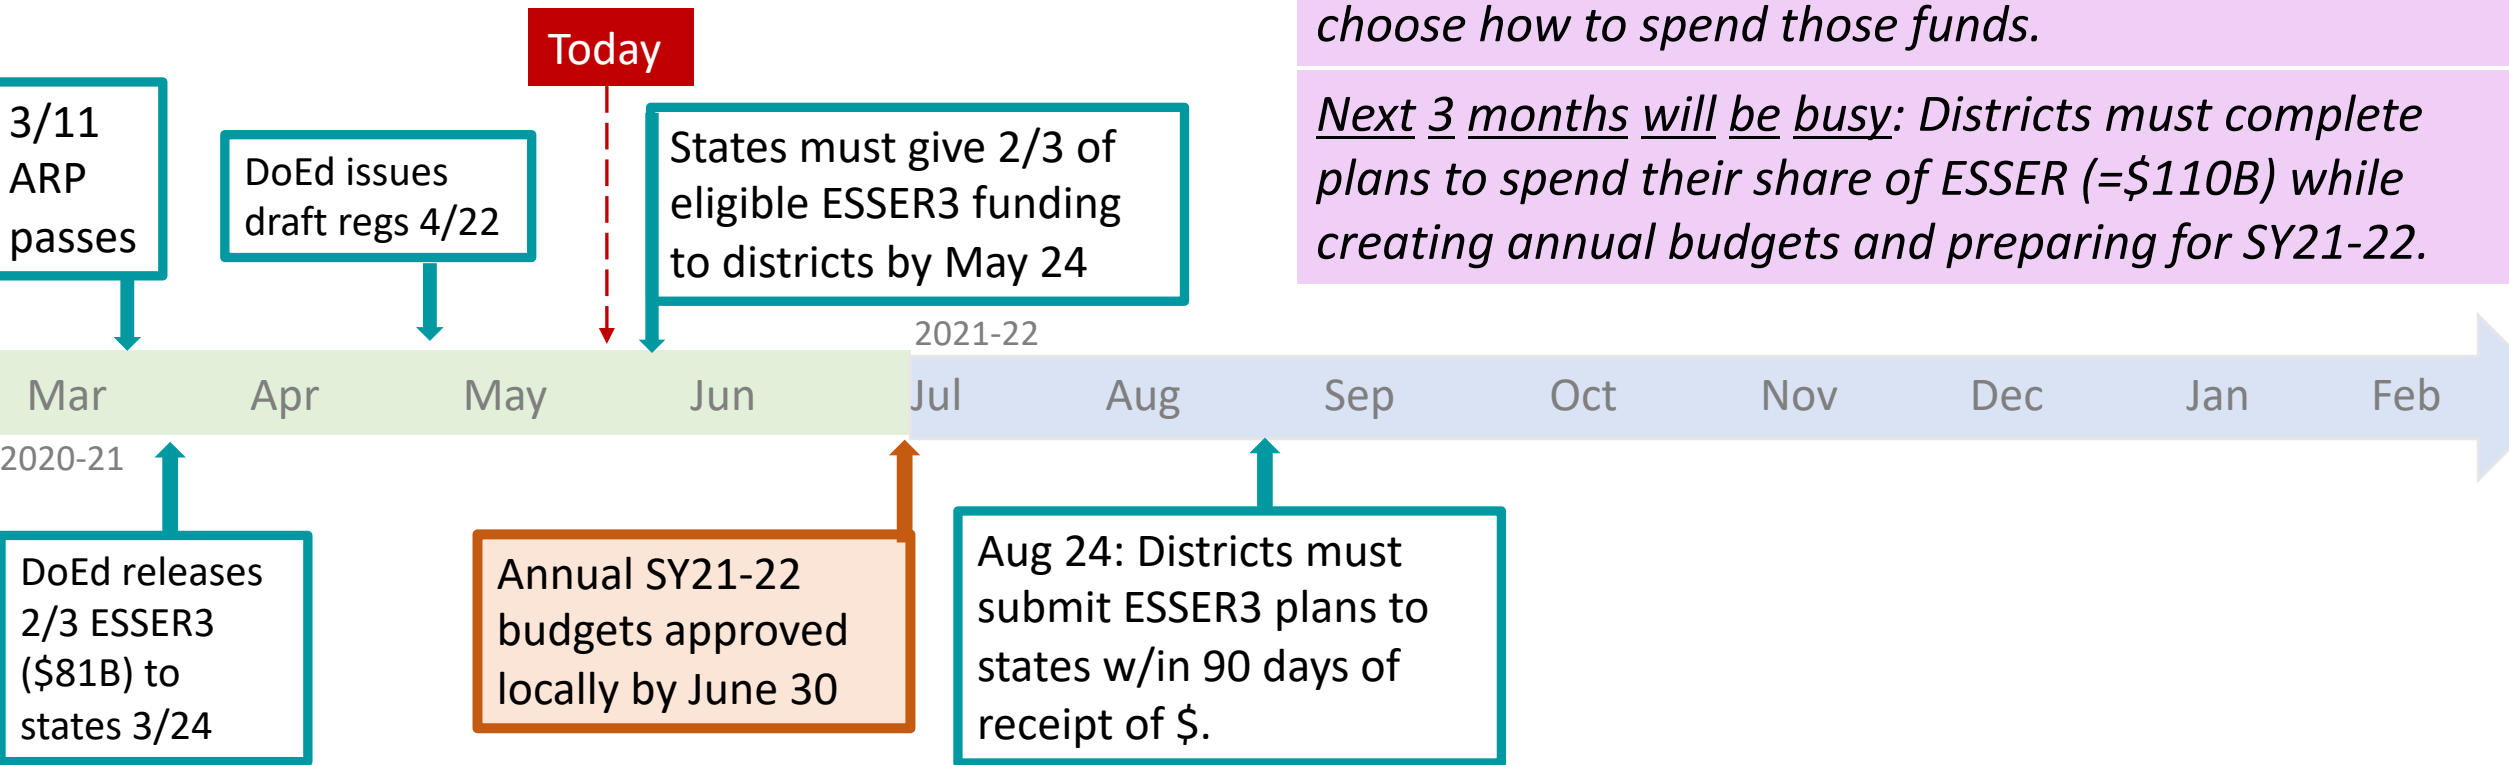 choose how to spend those funds.
Next 3 months will be busy: Districts must complete
plans to spend their share of ESSER (=$110B) while
creating annual budgets and preparing for SY21-22.
Today
3/11
ARP
passes
DoEd issues
draft regs 4/22
States must give 2/3 of
eligible ESSER3 funding
to districts by May 24
2021-22
Mar Apr May Jun Jul Aug Sep Oct Nov Dec Jan Feb
2020-21
DoEd releases
2/3 ESSER3
($81B) to
states 3/24
Annual SY21-22
budgets approved
locally by June 30
Aug 24: Districts must
submit ESSER3 plans to
states w/in 90 days of
receipt of $.